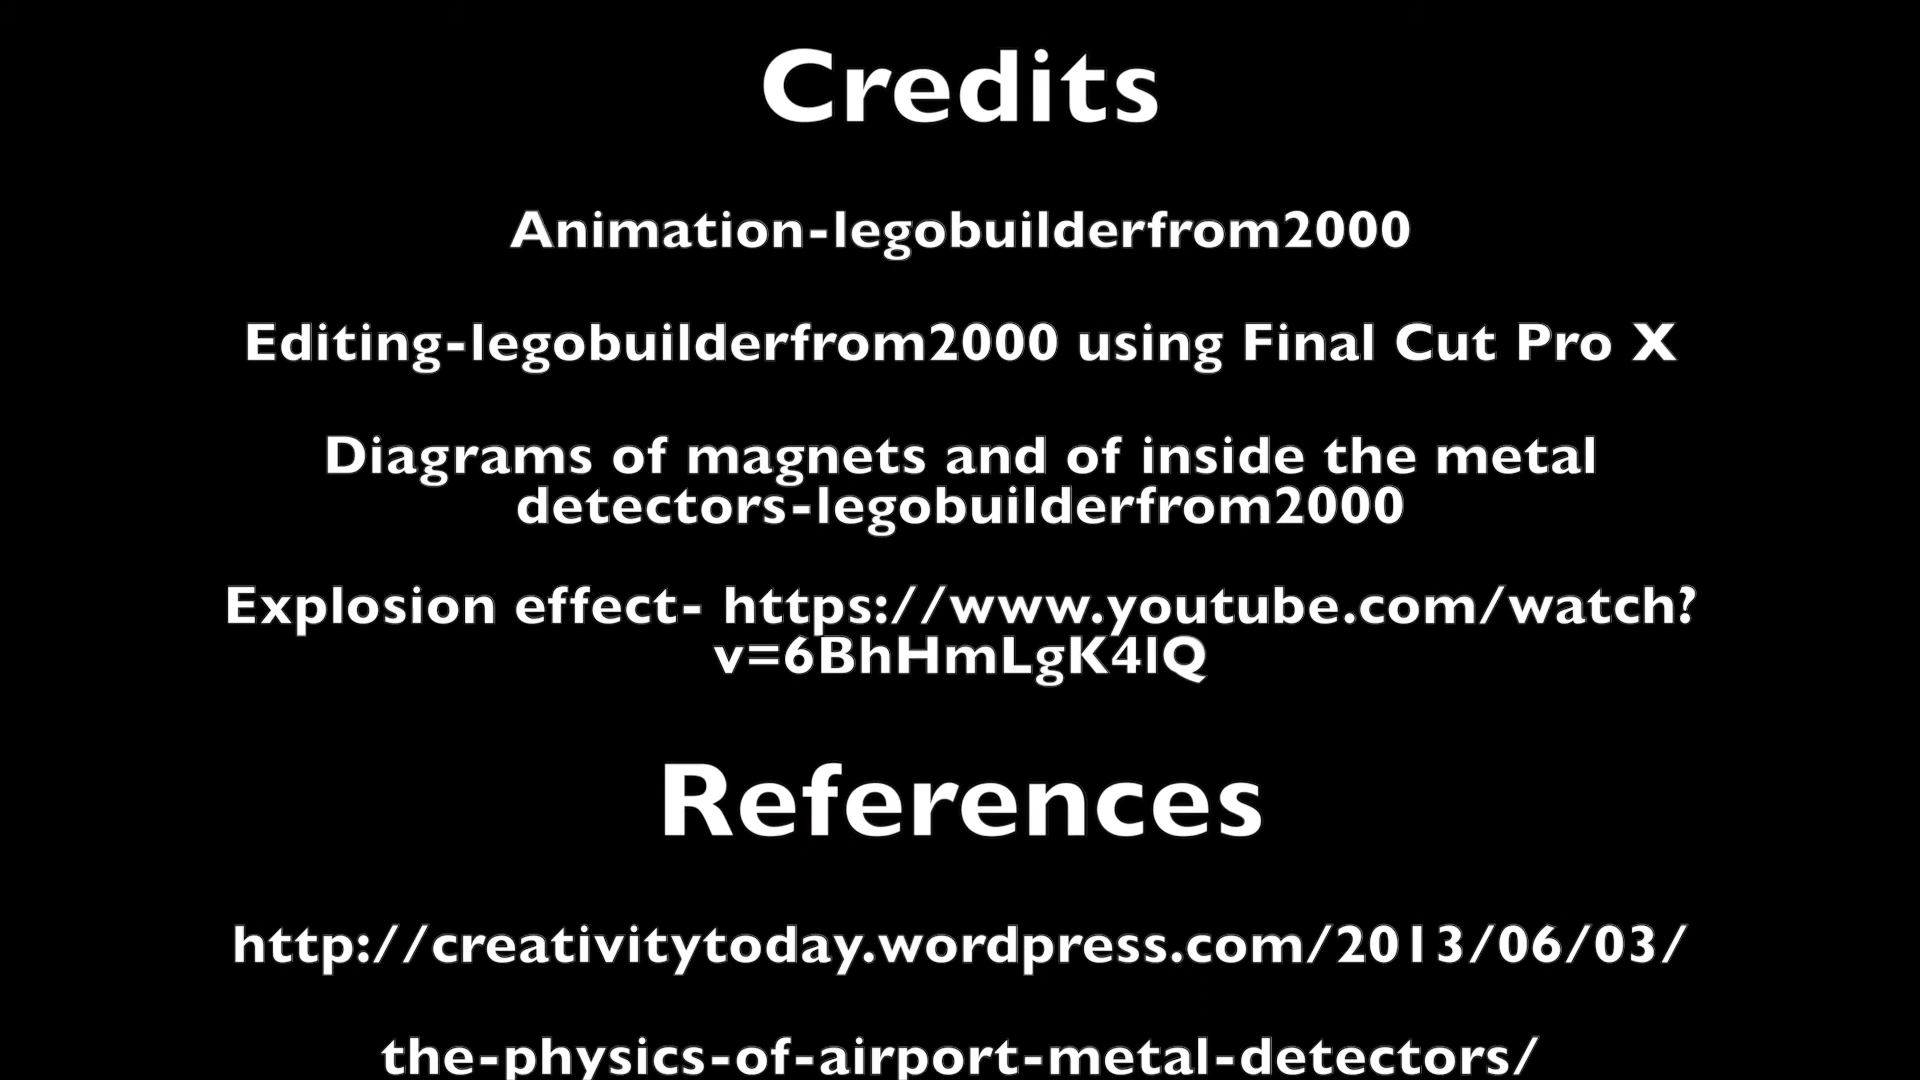 Credits
Animation-legobuilderfrom2000
Editing-legobuilderfrom2000 using Final Cut Pro X
Diagrams of magnets and of inside the metal
detectors-legobuilderfrom2000
Explosion effect- https://www.youtube.com/watch?
v=6BhHmLgK4lQ
References
http://creativitytoday.wordpress.com/2013/06/03/
the-physics-of-airport-metal-detectors/